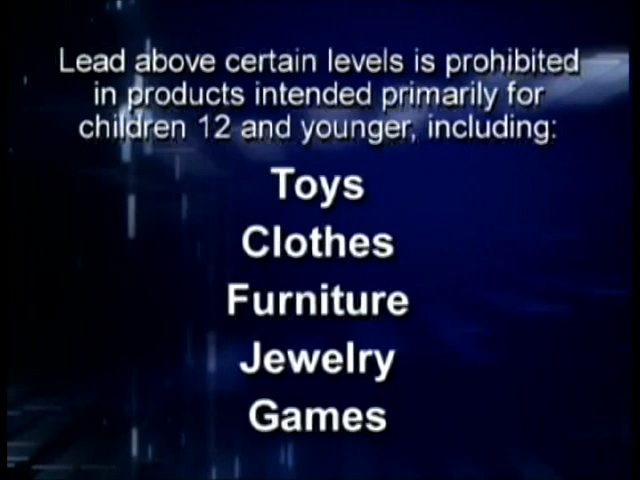 Lead above certain levels is prohibited
in products intended primarily for
children 12 and younger, including:
Toys
Clothes
Furniture
Jewelry
Games